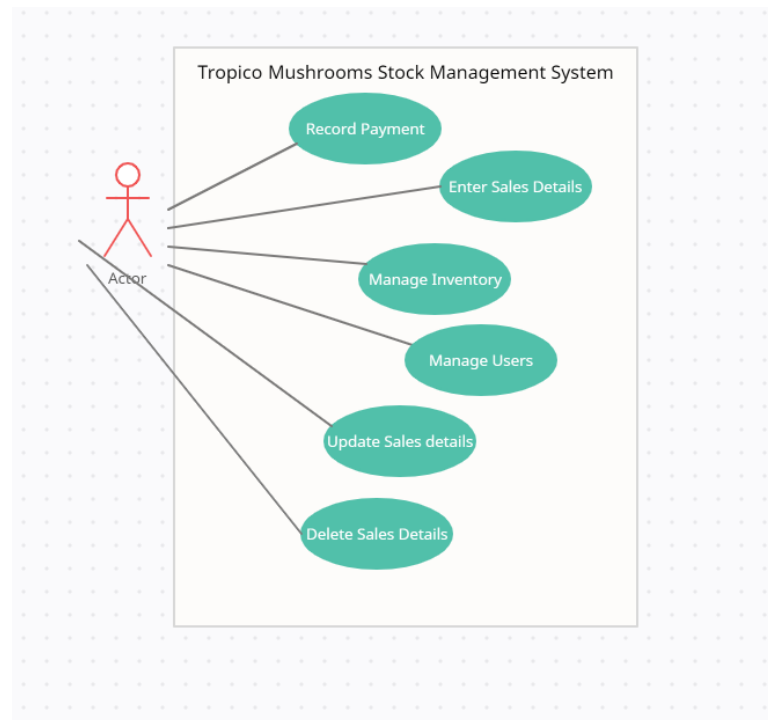 Tropico Mushrooms Stock Management System
Record Payment
Enter Sales Details
Manage Inventory
Actor
Manage Users
Update Sales details
Delete Sales Details